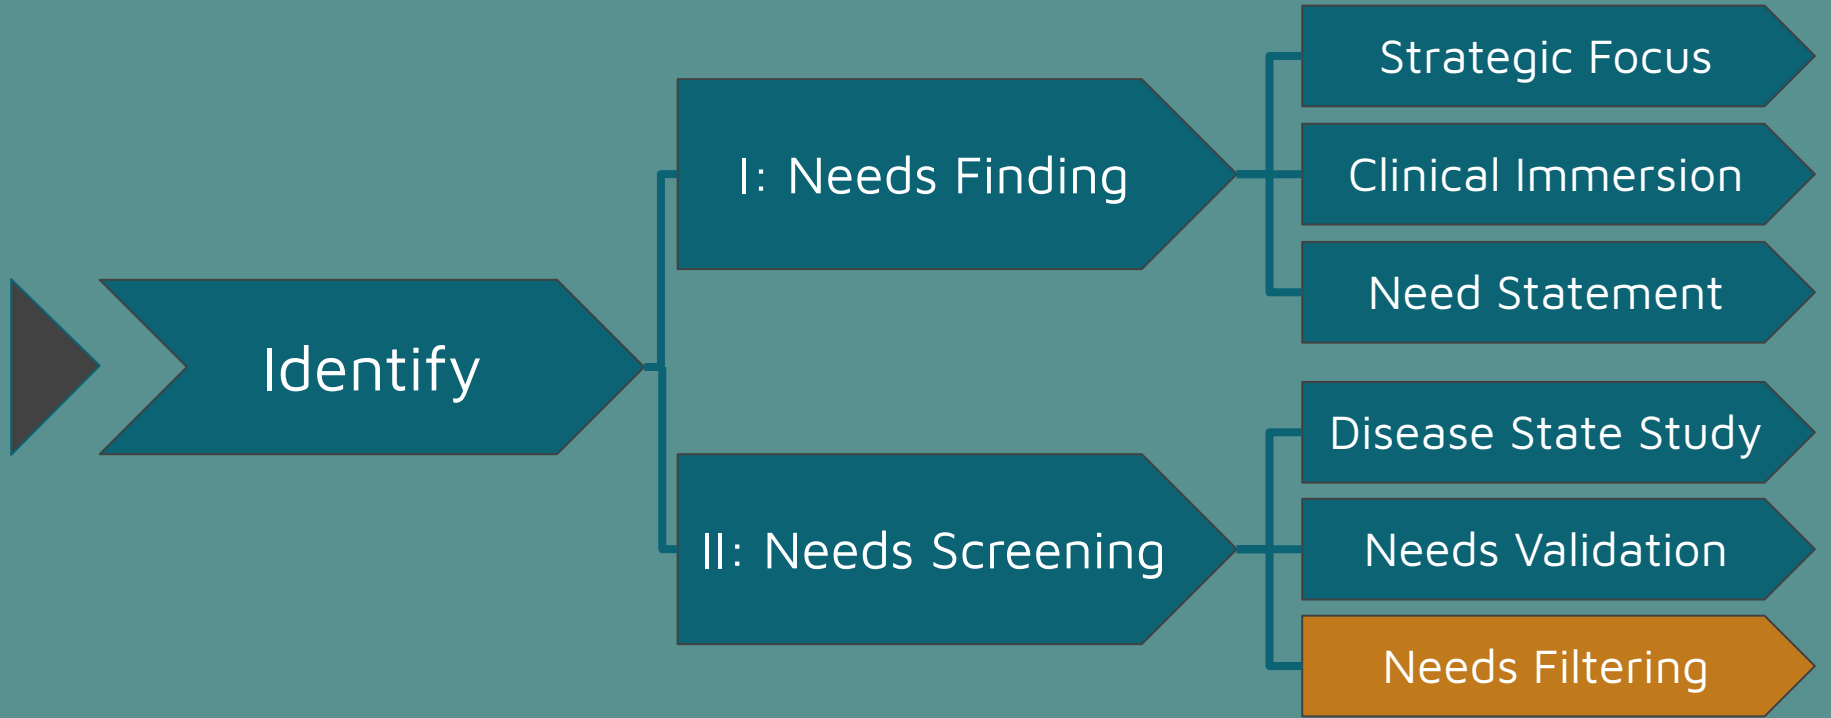 Identify
I: Needs Finding
Strategic Focus
Clinical Immersion
Need Statement
II: Needs Screening
Disease State Study
Needs Validation
Needs Filtering